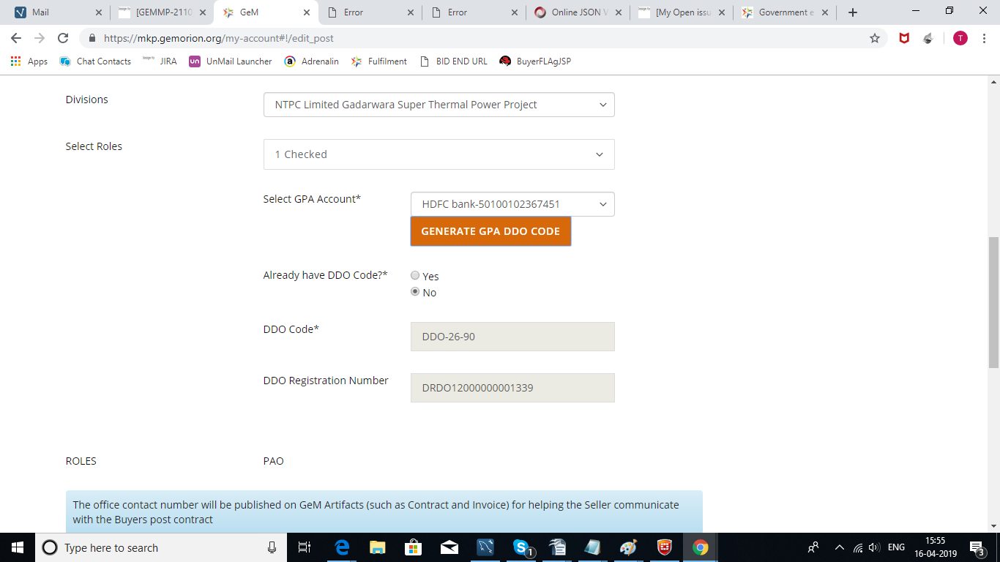 Mail
[GEMMP-2110
GeM
Error
Error
Online JSON V
[My Open issu
Government e
https://mkp.gemorion.org/my-account#!/edit_post
T
Apps
Chat Contacts
JIRA
un
UnMail Launcher
a
Adrenalin
Fulfilment
BID END URL
BuyerFLAgJSP
Divisions
NTPC Limited Gadarwara Super Thermal Power Project
Select Roles
1 Checked
Select GPA Account*
HDFC bank-50100102367451
GENERATE GPA DDO CODE
Already have DDO Code?*
Yes
No
DDO Code*
DDO-26-90
DDO Registration Number
DRDO12000000001339
ROLES
PAO
The office contact number will be published on GeM Artifacts (such as Contract and Invoice) for helping the Seller communicate
with the Buyers post contract
Type here to search
1
ENG
15:55
16-04-2019
3